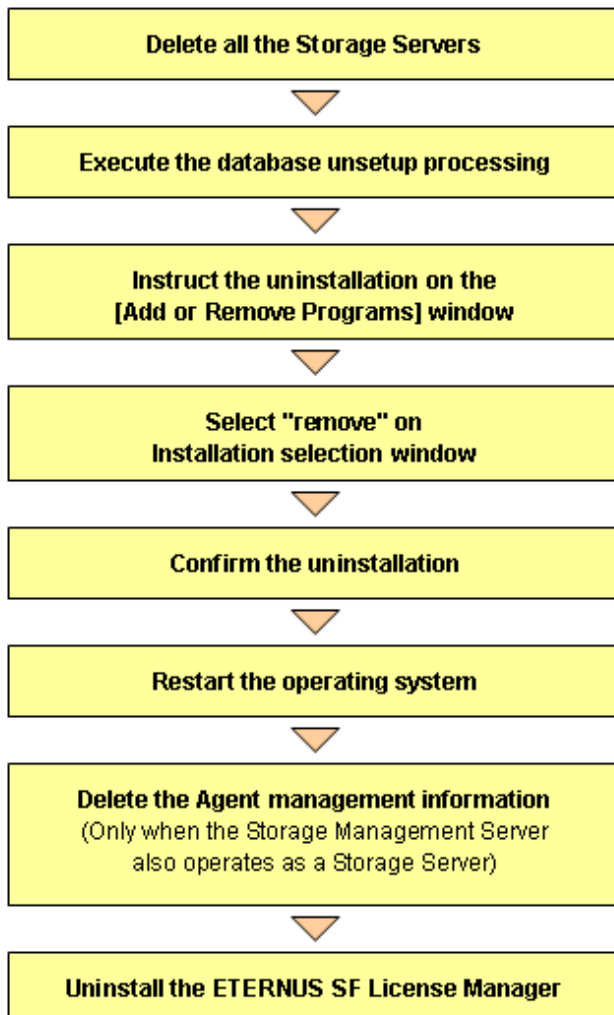 Delete all the Storage Servers
Execute the database unsetup processing
Instruct the uninstallation on the
[Add or Remove Programs] window
Select "remove" on
Installation selection window
Confirm the uninstallation
Restart the operating system
Delete the Agent management information
(Only when the Storage Management Server
also operates as a Storage Server)
Uninstall the ETERNUS SF License Manager